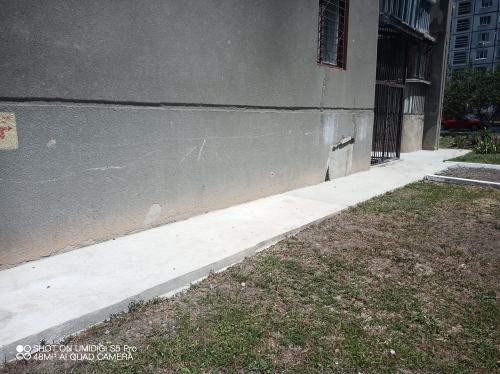 SHOT ON UMIDIGI S5 Pro
48MP AI QUAD CAMERA